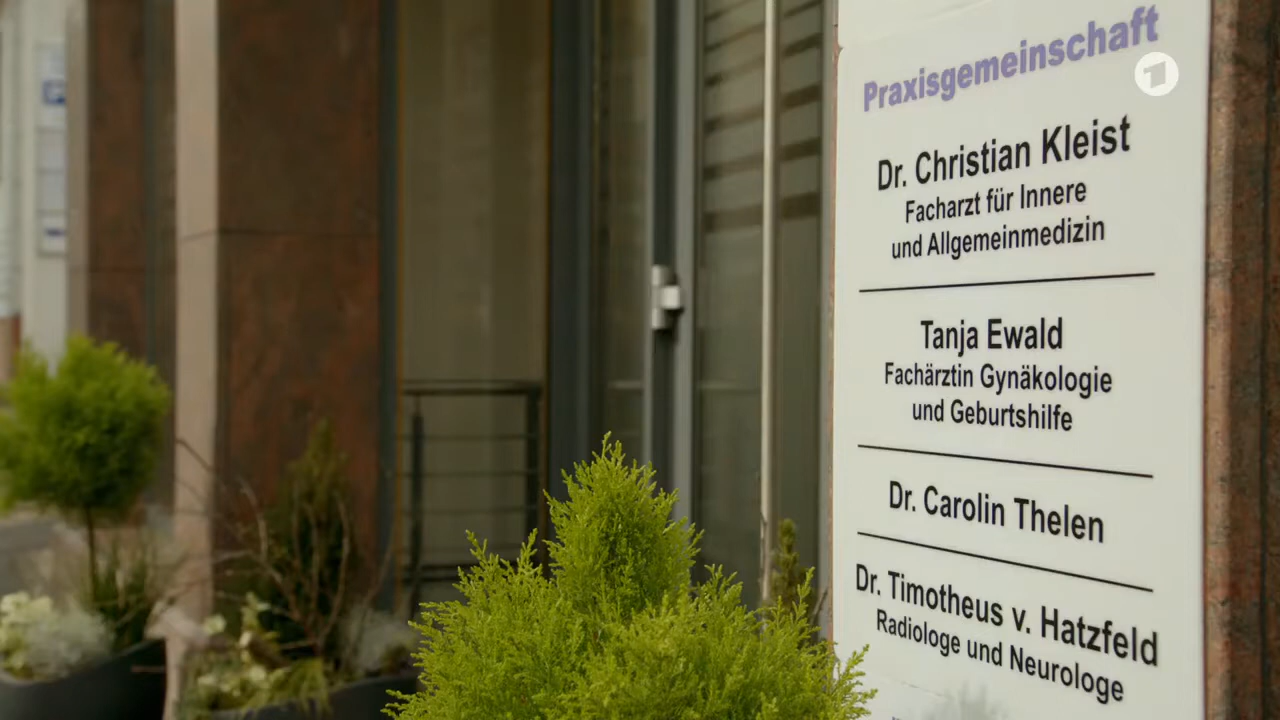 Praxisgemeinschaft
1
Dr. Christian Kleist
Facharzt für Innere
und Allgemeinmedizin
Tanja Ewald
Fachärztin Gynäkologie
und Geburtshilfe
Dr. Carolin Thelen
Dr. Timotheus v. Hatzfeld
Radiologe und Neurologe